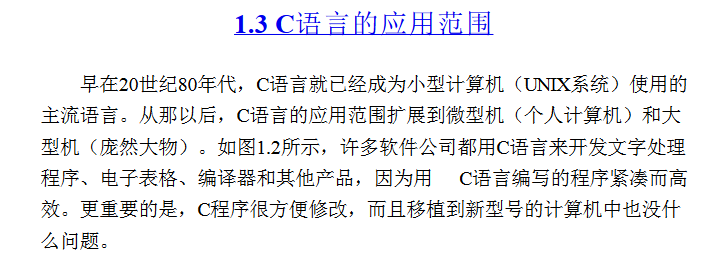 1.3 C语言的应用范围
早在20世纪80年代，C语言就已经成为小型计算机（UNIX系统）使用的
主流语言。从那以后，C语言的应用范围扩展到微型机（个人计算机）和大
型机（庞然大物）。如图1.2所示，许多软件公司都用C语言来开发文字处理
程序、电子表格、编译器和其他产品，因为用 C语言编写的程序紧凑而高
效。更重要的是，C程序很方便修改，而且移植到新型号的计算机中也没什
么问题。